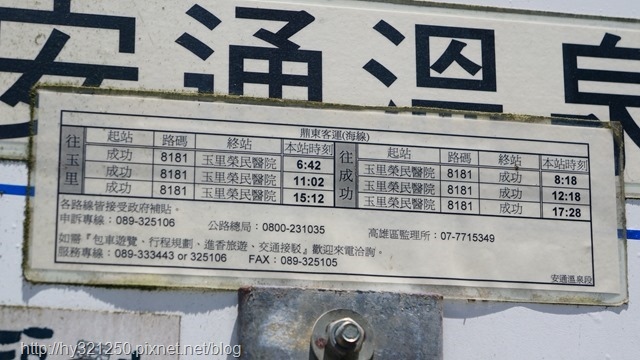 安通溫泉
鼎東客運(海線)
往玉里 起站 路碼 終站 本站時刻 往成功 起站 路碼 終站 本站時刻
成功 8181 玉里榮民醫院 6:42 成功 8181 玉里榮民醫院 8:18
成功 8181 玉里榮民醫院 11:02 成功 8181 玉里榮民醫院 12:18
成功 8181 玉里榮民醫院 15:12 成功 8181 玉里榮民醫院 17:28
各路線皆接受政府補貼。
申訴專線：089-325106 公路總局：0800-231035 高雄區監理所：07-7715349
如需『包車遊覽、行程規劃、進香旅遊、交通接駁』歡迎來電洽詢。
服務專線：089-333443 or 325106 FAX：089-325105
安通溫泉段
http://hy321250.pixnet.net/blog